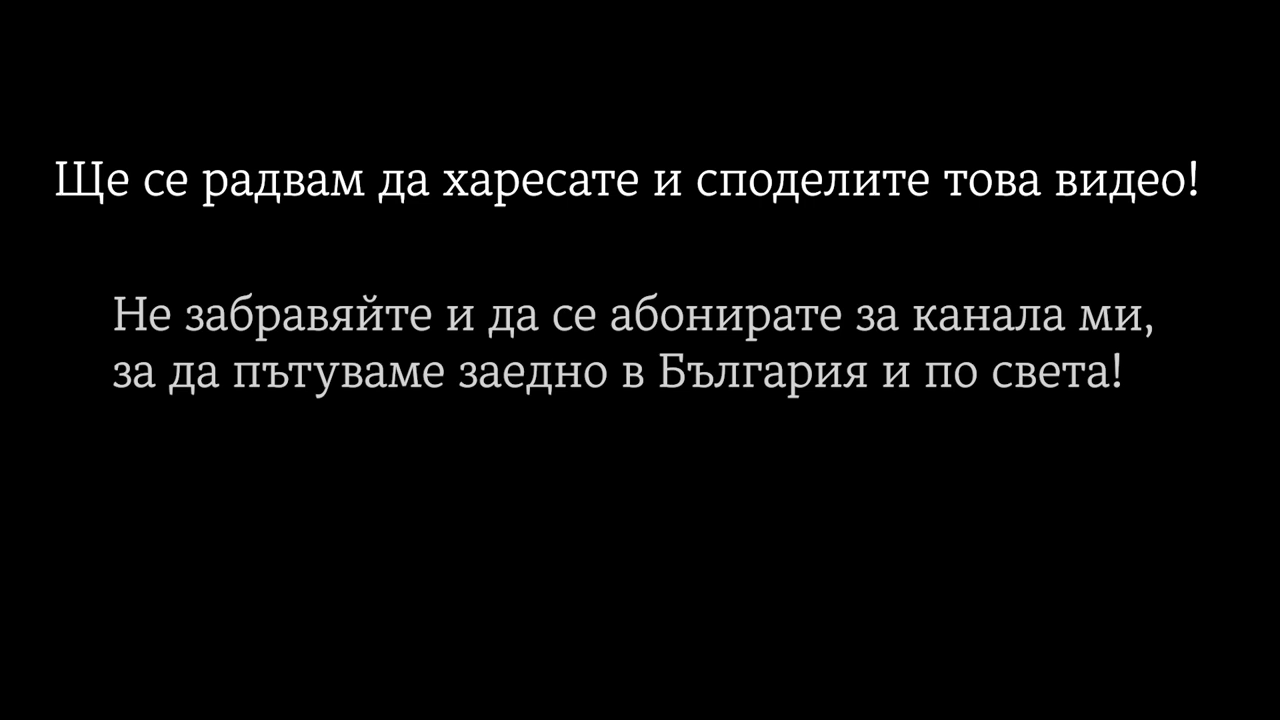 Ще се радвам да харесате и споделите това видео!
Не забравяйте и да се абонирате за канала ми,
за да пътуваме заедно в България и по света!